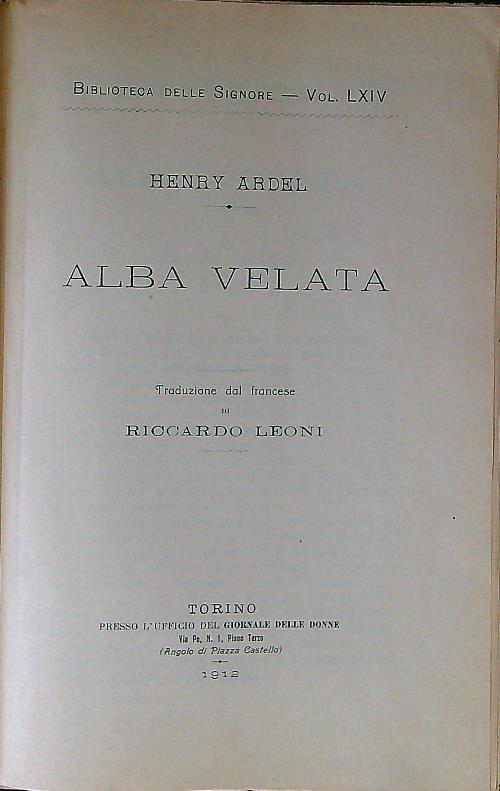 BIBLIOTECA DELLE SIGNORE — VOL. LXIV
HENRY ARDEL
ALBA VELATA
Traduzione dal francese
DI
RICCARDO LEONI
TORINO
PRESSO L'UFFICIO DEL GIORNALE DELLE DONNE
Via Po, N. 1, Piano Terzo
(Angolo di Piazza Castello)
1912